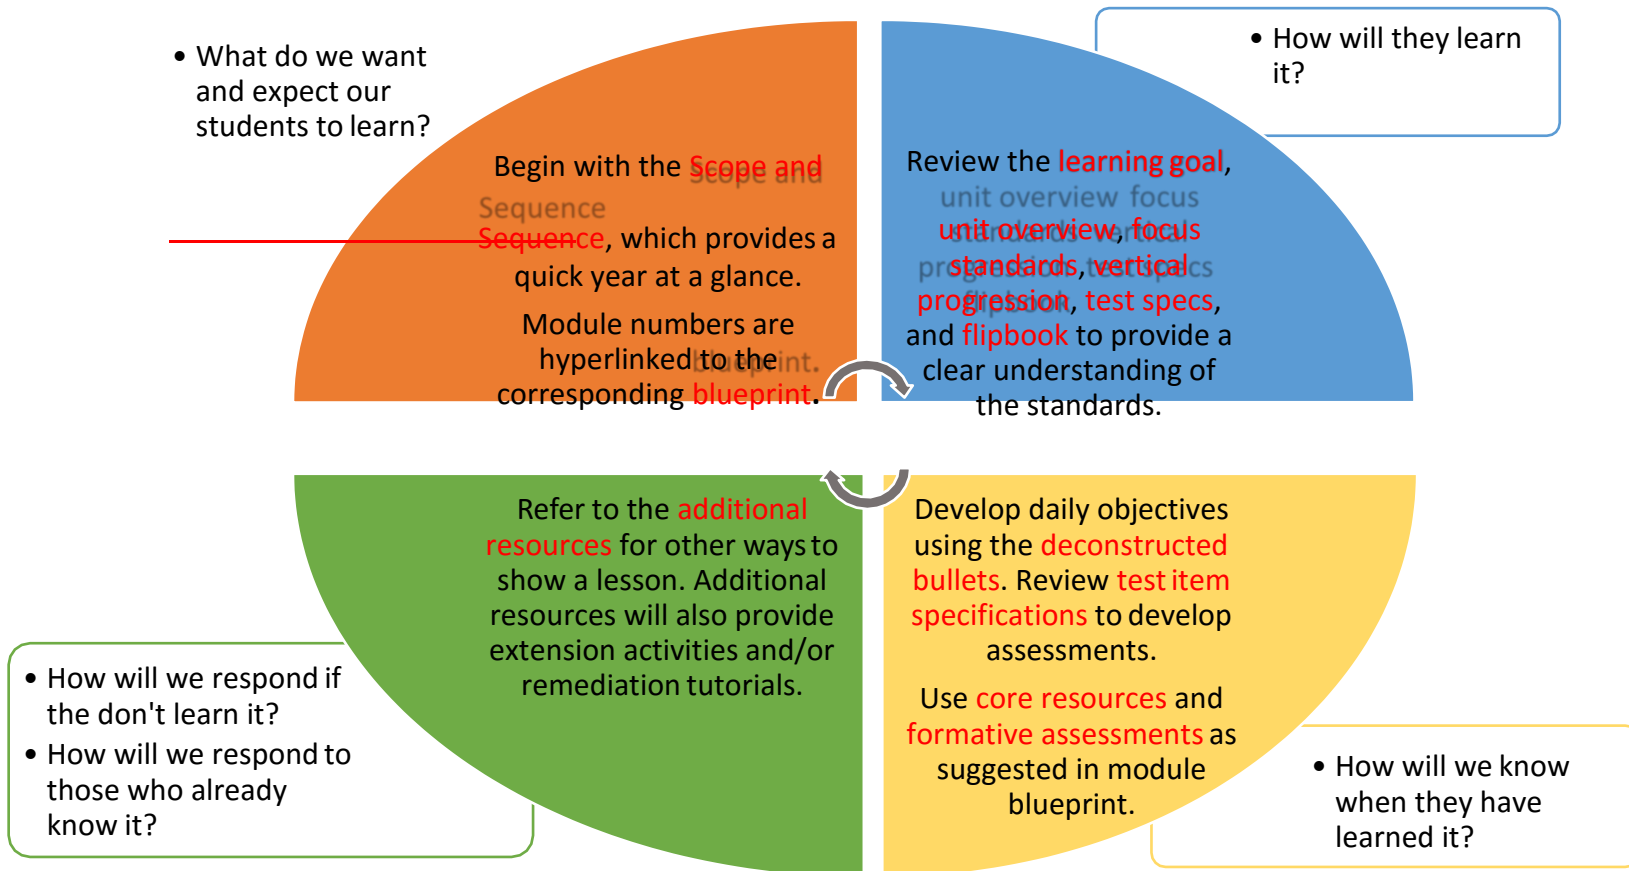 • What do we want
and expect our
students to learn?
Begin with the Scope and
Sequence, which provides a
quick year at a glance.
Module numbers are
hyperlinked to the
corresponding blueprint.
• How will they learn
it?
Review the learning goal,
unit overview, focus
standards, vertical
progression, test specs,
and flipbook to provide a
clear understanding of
the standards.
Refer to the additional
resources for other ways to
show a lesson. Additional
resources will also provide
extension activities and/or
remediation tutorials.
• How will we respond if
the don't learn it?
• How will we respond to
those who already
know it?
Develop daily objectives
using the deconstructed
bullets. Review test item
specifications to develop
assessments.
Use core resources and
formative assessments as
suggested in module
blueprint.
• How will we know
when they have
learned it?